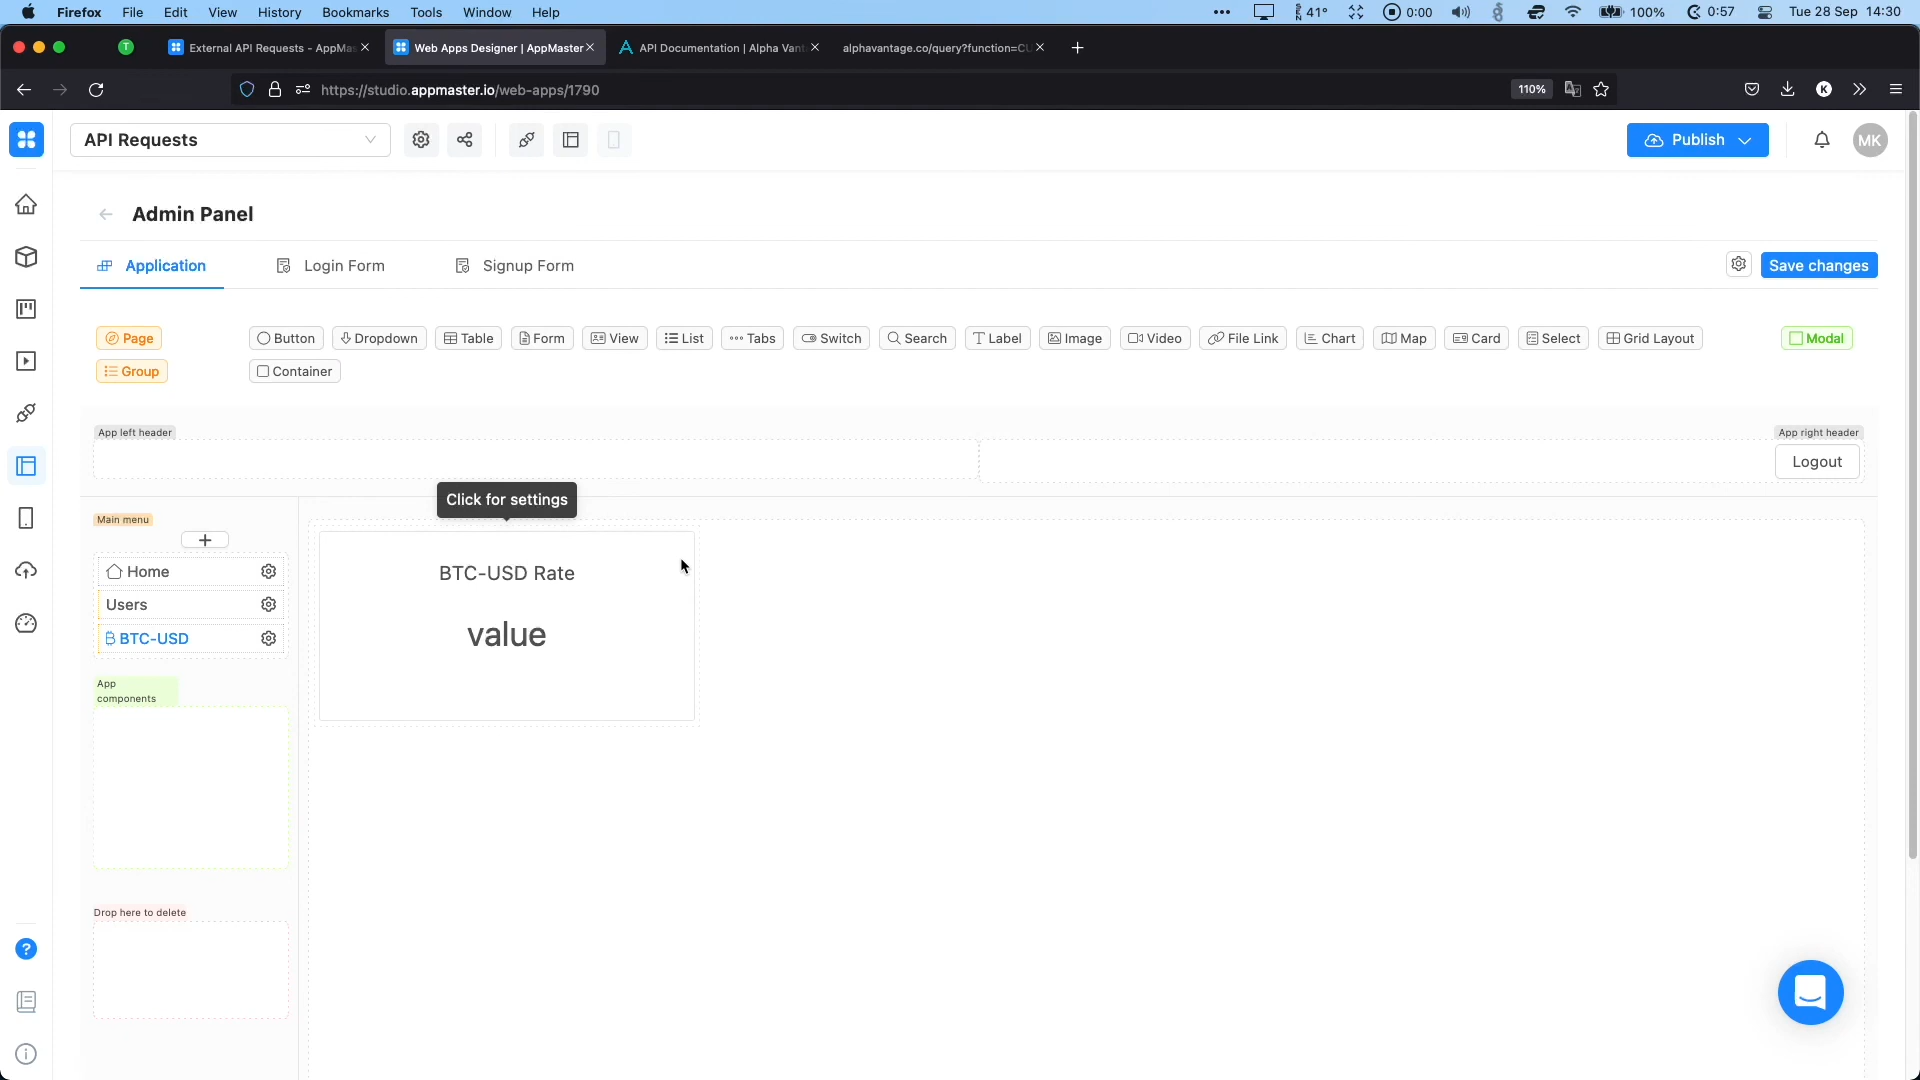 Firefox File Edit View History Bookmarks Tools Window Help 41° 0:00 100% 0:57 Tue 28 Sep 14:30
T External API Requests - AppMas Web Apps Designer | AppMaster API Documentation | Alpha Vant alphavantage.co/query?function=CU
https://studio.appmaster.io/web-apps/1790 110% K
API Requests Publish MK
Admin Panel
Application Login Form Signup Form Save changes
Page Button Dropdown Table Form View List Tabs Switch Search Label Image Video File Link Chart Map Card Select Grid Layout Modal
Group Container
App left header App right header
Logout
Click for settings
Main menu
+
Home
Users
BTC-USD
BTC-USD Rate
value
App
components
Drop here to delete